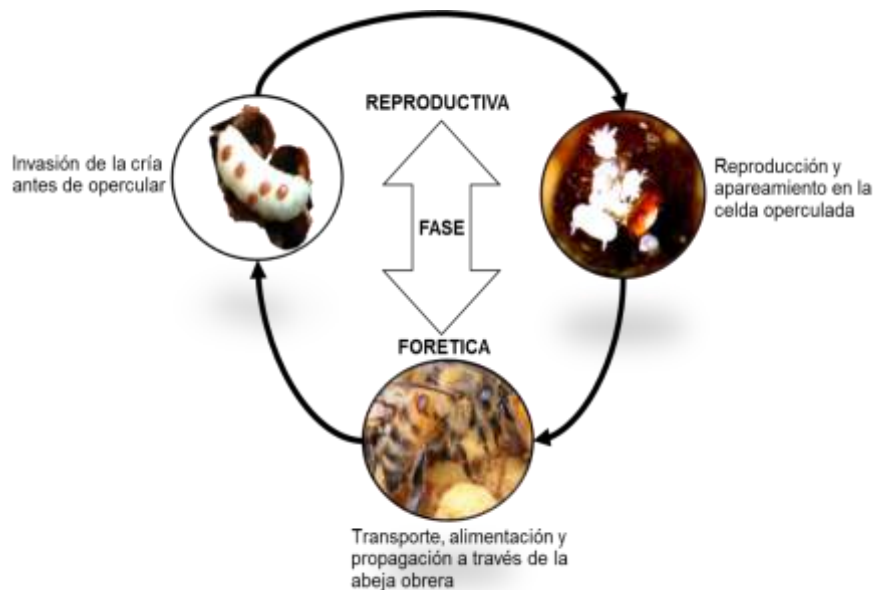 REPRODUCTIVA
Invasión de la cría
antes de opercular
Reproducción y
apareamiento en la
celda operculada
FASE
FORETICA
Transporte, alimentación y
propagación a través de la
abeja obrera